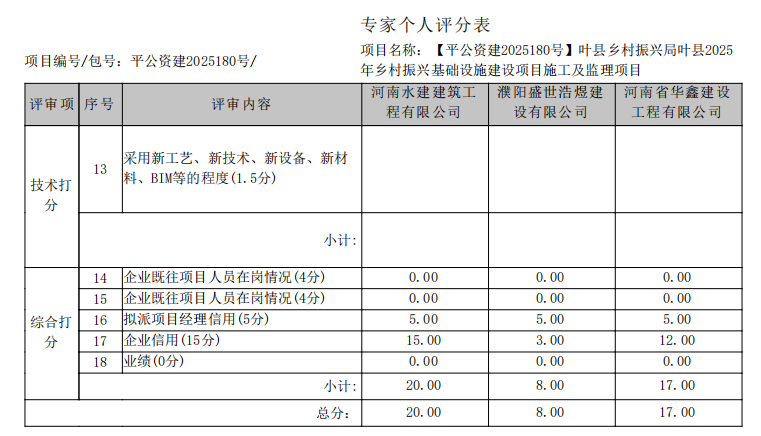 专家个人评分表
项目编号/包号：平公资建2025180号/
项目名称：【平公资建2025180号】叶县乡村振兴局叶县2025
年乡村振兴基础设施建设项目施工及监理项目
评审项 序号 评审内容 河南水建建筑工程有限公司 濮阳盛世浩煜建设有限公司 河南省华鑫建设工程有限公司
技术打分
13 采用新工艺、新技术、新设备、新材
料、BIM等的程度(1.5分)
小计:
综合打分
14 企业既往项目人员在岗情况(4分) 0.00 0.00 0.00
15 企业既往项目人员在岗情况(4分) 0.00 0.00 0.00
16 拟派项目经理信用(5分) 5.00 5.00 5.00
17 企业信用(15分) 15.00 3.00 12.00
18 业绩(0分) 0.00 0.00 0.00
小计: 20.00 8.00 17.00
总分: 20.00 8.00 17.00